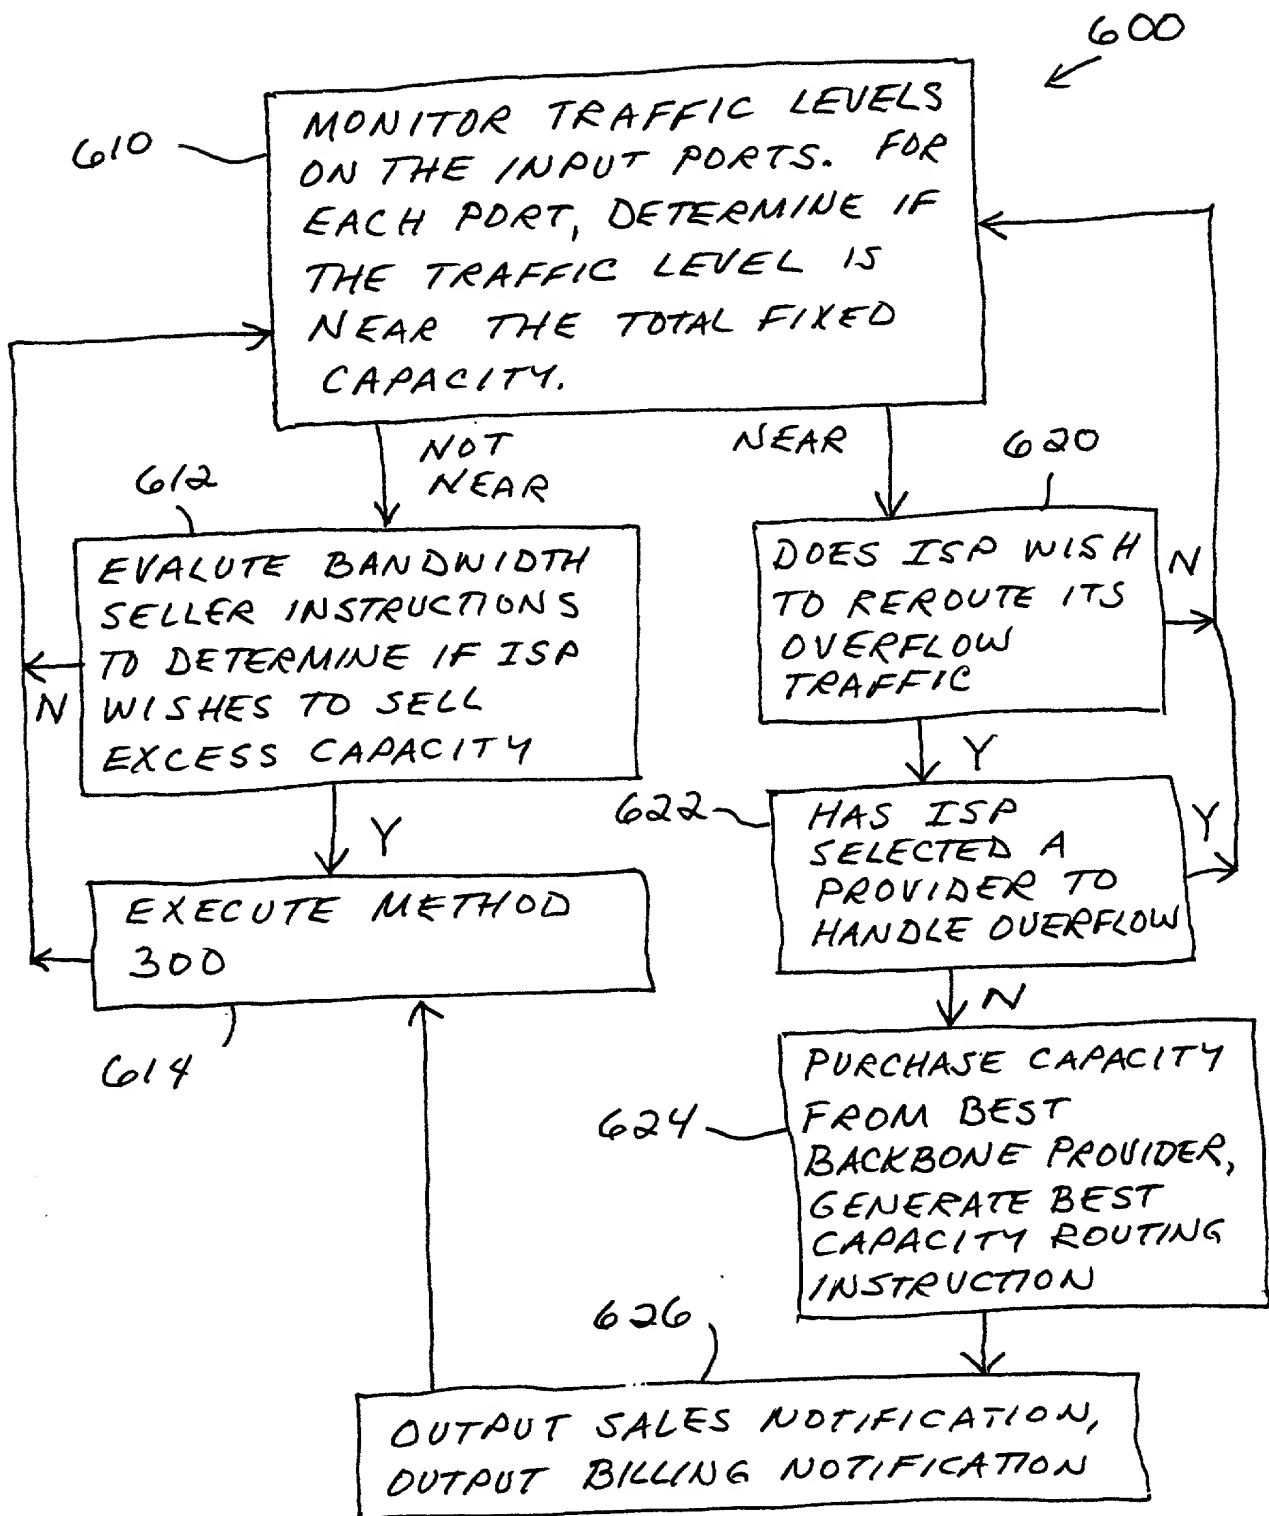 600
610
MONITOR TRAFFIC LEVELS
ON THE INPUT PORTS. FOR
EACH PORT, DETERMINE IF
THE TRAFFIC LEVEL IS
NEAR THE TOTAL FIXED
CAPACITY.
NOT
NEAR
NEAR
612
EVALUTE BANDWIDTH
SELLER INSTRUCTIONS
TO DETERMINE IF ISP
WISHES TO SELL
EXCESS CAPACITY
N
Y
EXECUTE METHOD
300
614
620
DOES ISP WISH
TO REROUTE ITS
OVERFLOW
TRAFFIC
N
Y
622
HAS ISP
SELECTED A
PROVIDER TO
HANDLE OVERFLOW
Y
N
624
PURCHASE CAPACITY
FROM BEST
BACKBONE PROVIDER,
GENERATE BEST
CAPACITY ROUTING
INSTRUCTION
626
OUTPUT SALES NOTIFICATION,
OUTPUT BILLING NOTIFICATION